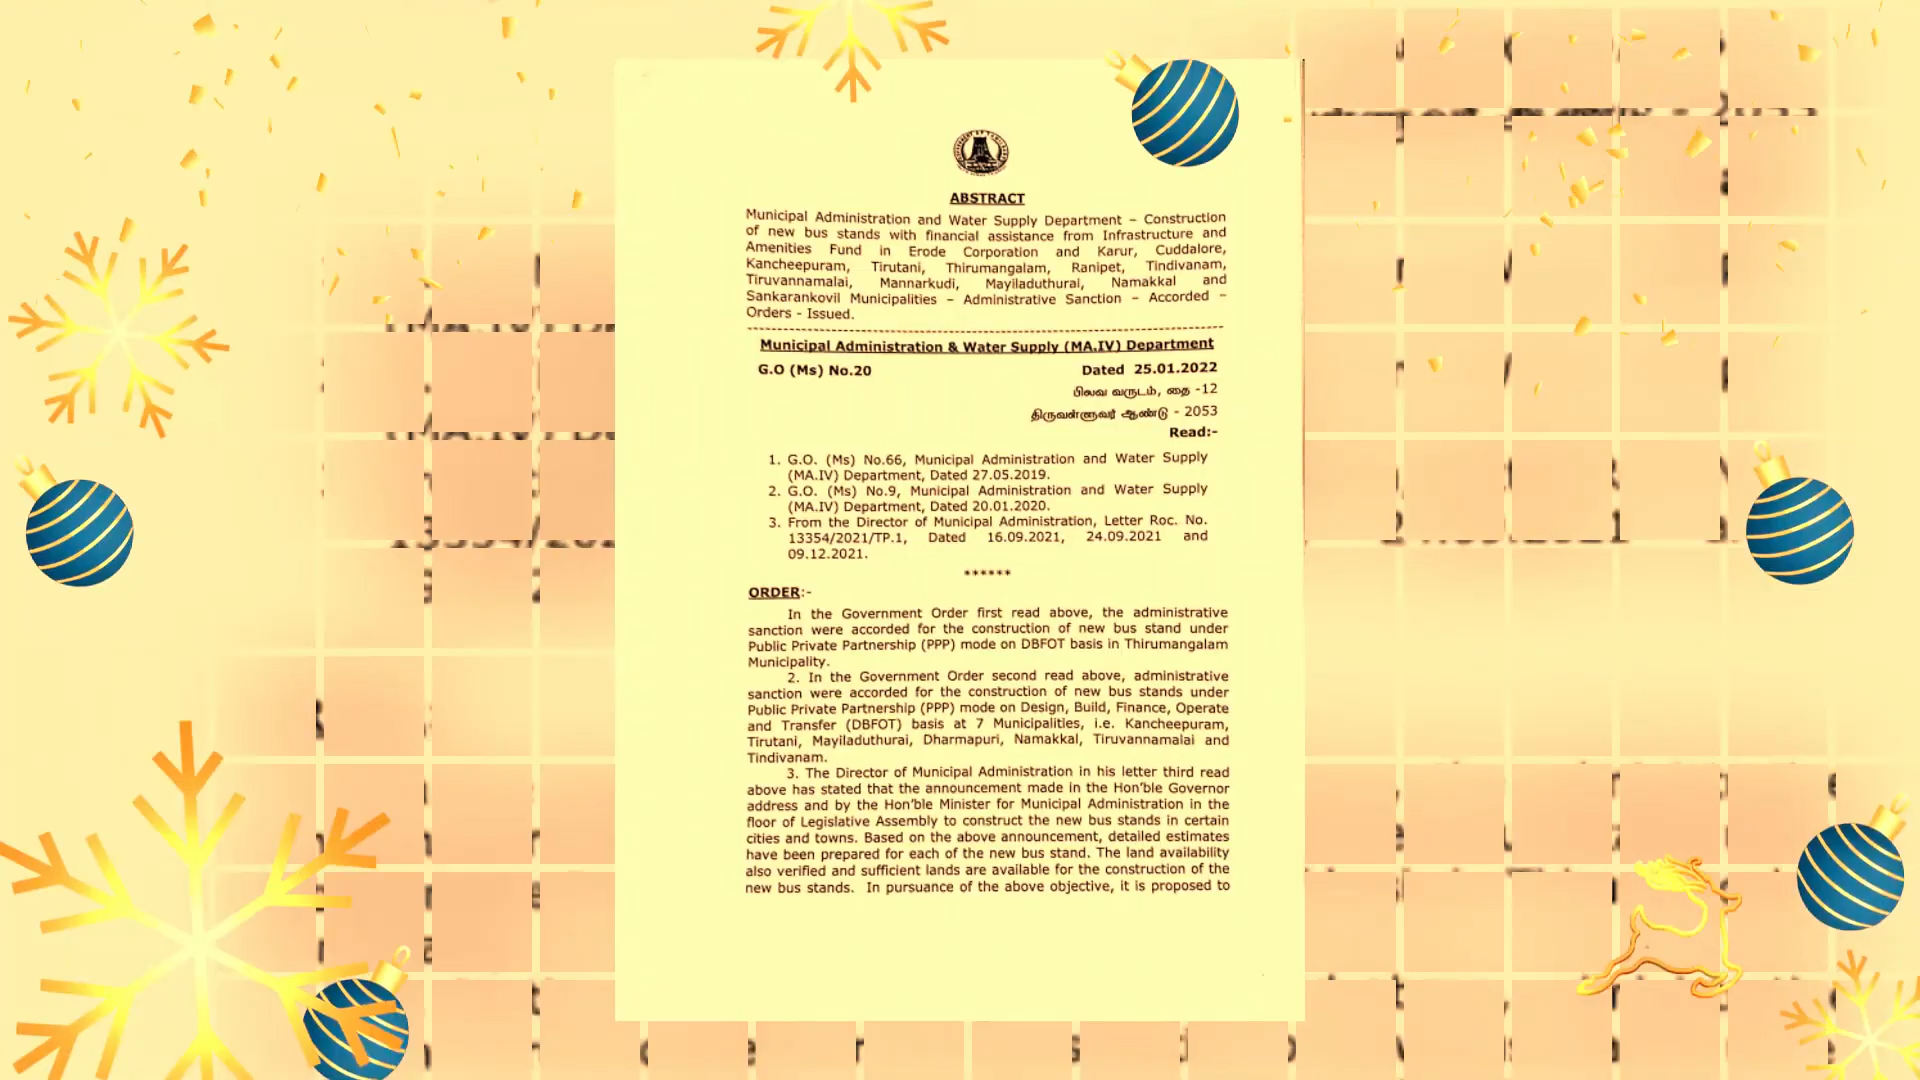 ABSTRACT
Municipal Administration and Water Supply Department – Construction
of new bus stands with financial assistance from Infrastructure and
Amenities Fund in Erode Corporation and Karur, Cuddalore,
Kancheepuram, Tirutani, Thirumangalam, Ranipet, Tindivanam,
Tiruvannamalai, Mannarkudi, Mayiladuthurai, Namakkal and
Sankarankovil Municipalities – Administrative Sanction – Accorded –
Orders - Issued.
Municipal Administration & Water Supply (MA.IV) Department
G.O (Ms) No.20 Dated 25.01.2022
பிலவ வருடம், தை -12
திருவள்ளுவர் ஆண்டு - 2053
Read:-
1. G.O. (Ms) No.66, Municipal Administration and Water Supply
(MA.IV) Department, Dated 27.05.2019.
2. G.O. (Ms) No.9, Municipal Administration and Water Supply
(MA.IV) Department, Dated 20.01.2020.
3. From the Director of Municipal Administration, Letter Roc. No.
13354/2021/TP.1, Dated 16.09.2021, 24.09.2021 and
09.12.2021.
******
ORDER:-
In the Government Order first read above, the administrative
sanction were accorded for the construction of new bus stand under
Public Private Partnership (PPP) mode on DBFOT basis in Thirumangalam
Municipality.
2. In the Government Order second read above, administrative
sanction were accorded for the construction of new bus stands under
Public Private Partnership (PPP) mode on Design, Build, Finance, Operate
and Transfer (DBFOT) basis at 7 Municipalities, i.e. Kancheepuram,
Tirutani, Mayiladuthurai, Dharmapuri, Namakkal, Tiruvannamalai and
Tindivanam.
3. The Director of Municipal Administration in his letter third read
above has stated that the announcement made in the Hon'ble Governor
address and by the Hon'ble Minister for Municipal Administration in the
floor of Legislative Assembly to construct the new bus stands in certain
cities and towns. Based on the above announcement, detailed estimates
have been prepared for each of the new bus stand. The land availability
also verified and sufficient lands are available for the construction of the
new bus stands. In pursuance of the above objective, it is proposed to